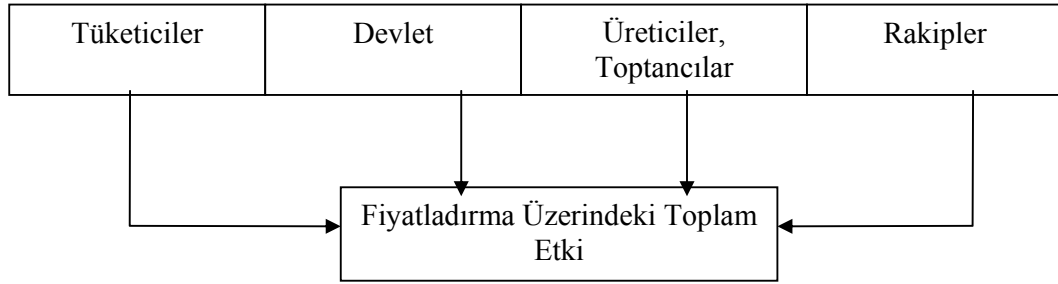 Tüketiciler
Devlet
Üreticiler,
Toptancılar
Rakipler
Fiyatladırma Üzerindeki Toplam
Etki